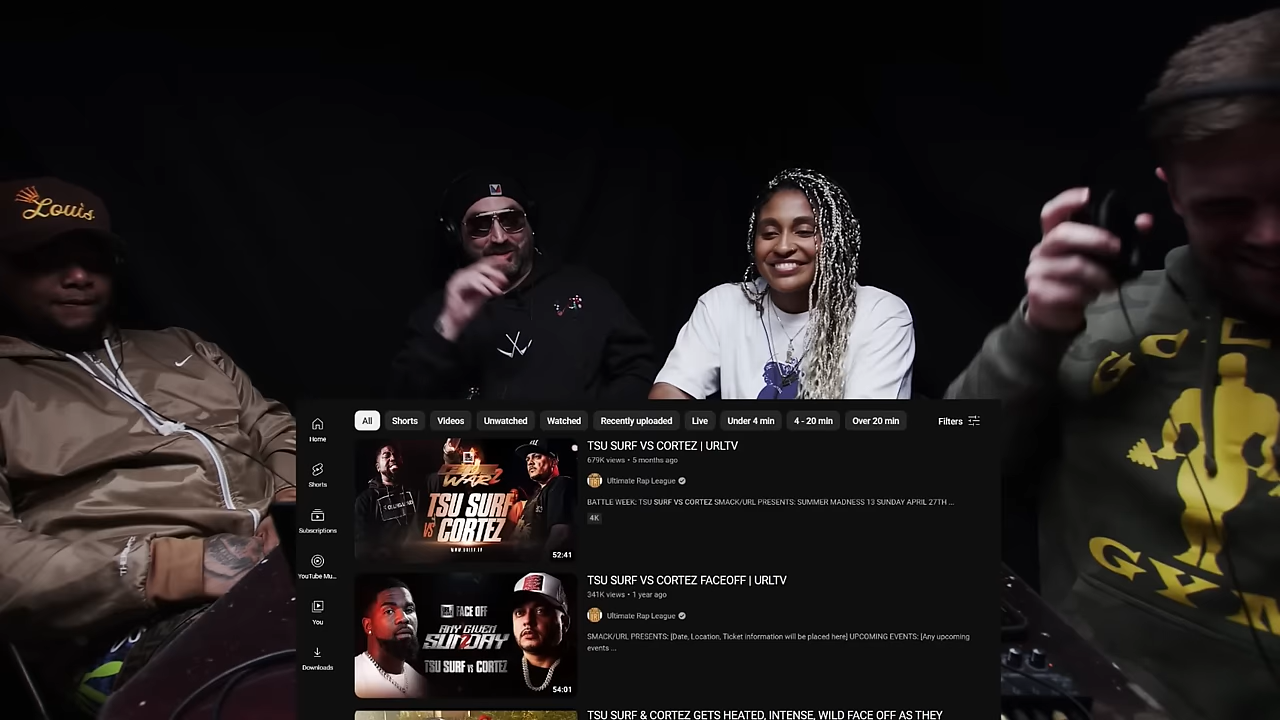 Louis
GOLD
GAWD
Home
Shorts
Subscriptions
YouTube Mu...
You
Downloads
All
Shorts
Videos
Unwatched
Watched
Recently uploaded
Live
Under 4 min
4 - 20 min
Over 20 min
Filters
WAR 2
TSU SURF
VS CORTEZ
52:41
TSU SURF VS CORTEZ | URLTV
679K views • 5 months ago
Ultimate Rap League
BATTLE WEEK: TSU SURF VS CORTEZ SMACK/URL PRESENTS: SUMMER MADNESS 13 SUNDAY APRIL 27TH ...
4K
FACE OFF
ANY GIVEN
SUNDAY
TSU SURF VS CORTEZ
54:01
TSU SURF VS CORTEZ FACEOFF | URLTV
341K views • 1 year ago
Ultimate Rap League
SMACK/URL PRESENTS: [Date, Location, Ticket information will be placed here] UPCOMING EVENTS: [Any upcoming
events ...
TSU SURF & CORTEZ GETS HEATED, INTENSE, WILD FACE OFF AS THEY